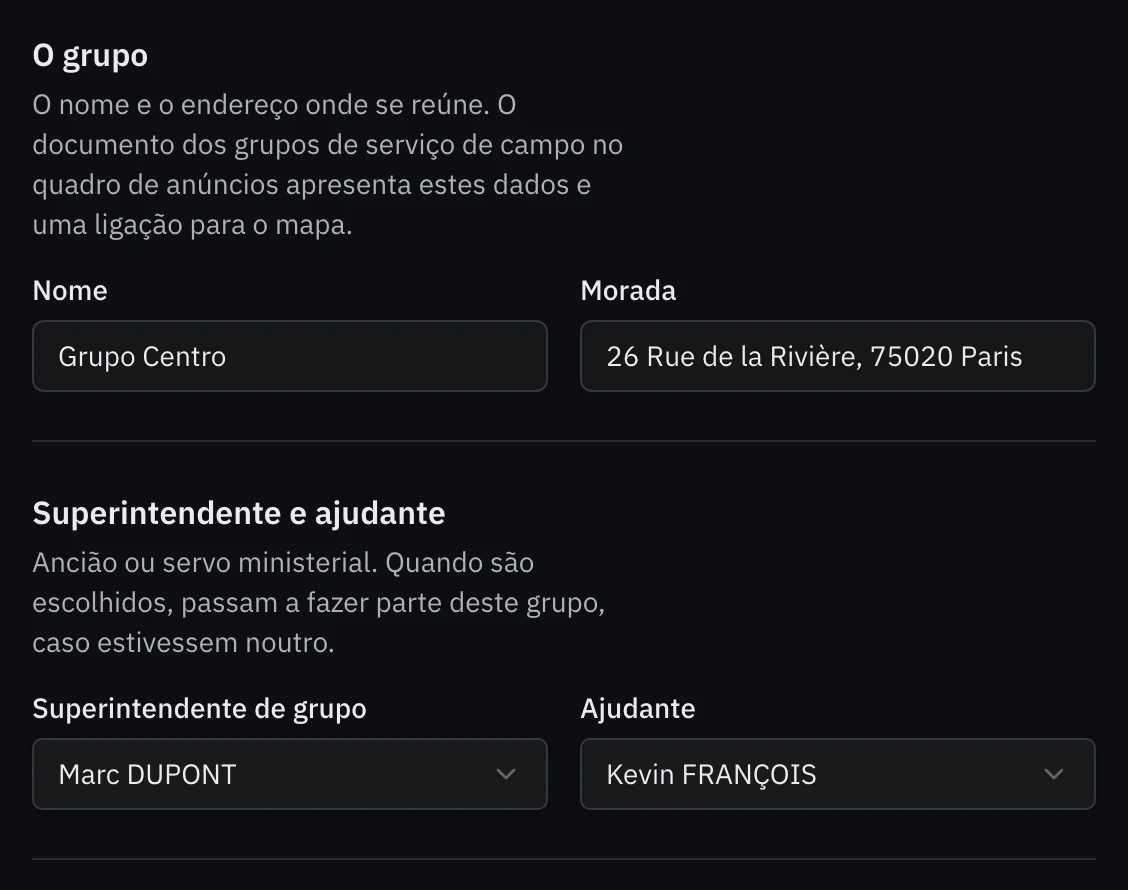 O grupo
O nome e o endereço onde se reúne. O
documento dos grupos de serviço de campo no
quadro de anúncios apresenta estes dados e
uma ligação para o mapa.
Nome
Morada
Grupo Centro
26 Rue de la Rivière, 75020 Paris
Superintendente e ajudante
Ancião ou servo ministerial. Quando são
escolhidos, passam a fazer parte deste grupo,
caso estivessem noutro.
Superintendente de grupo
Ajudante
Marc DUPONT
Kevin FRANÇOIS